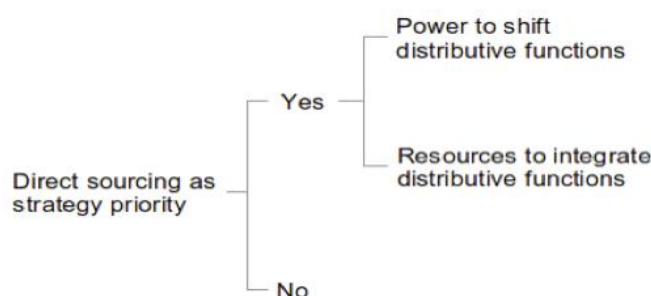 Power to shift
distributive functions
Yes
Resources to integrate
distributive functions
Direct sourcing as
strategy priority
No